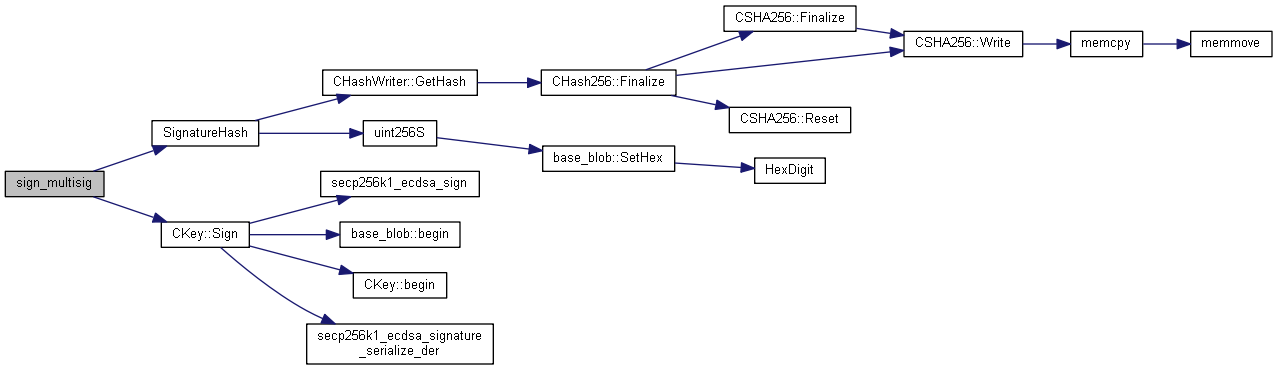 CSHA256::Finalize
CSHA256::Write
memcpy
memmove
CHashWriter::GetHash
CHash256::Finalize
CSHA256::Reset
SignatureHash
uint256S
base_blob::SetHex
HexDigit
sign_multisig
secp256k1_ecdsa_sign
CKey::Sign
base_blob::begin
CKey::begin
secp256k1_ecdsa_signature
_serialize_der